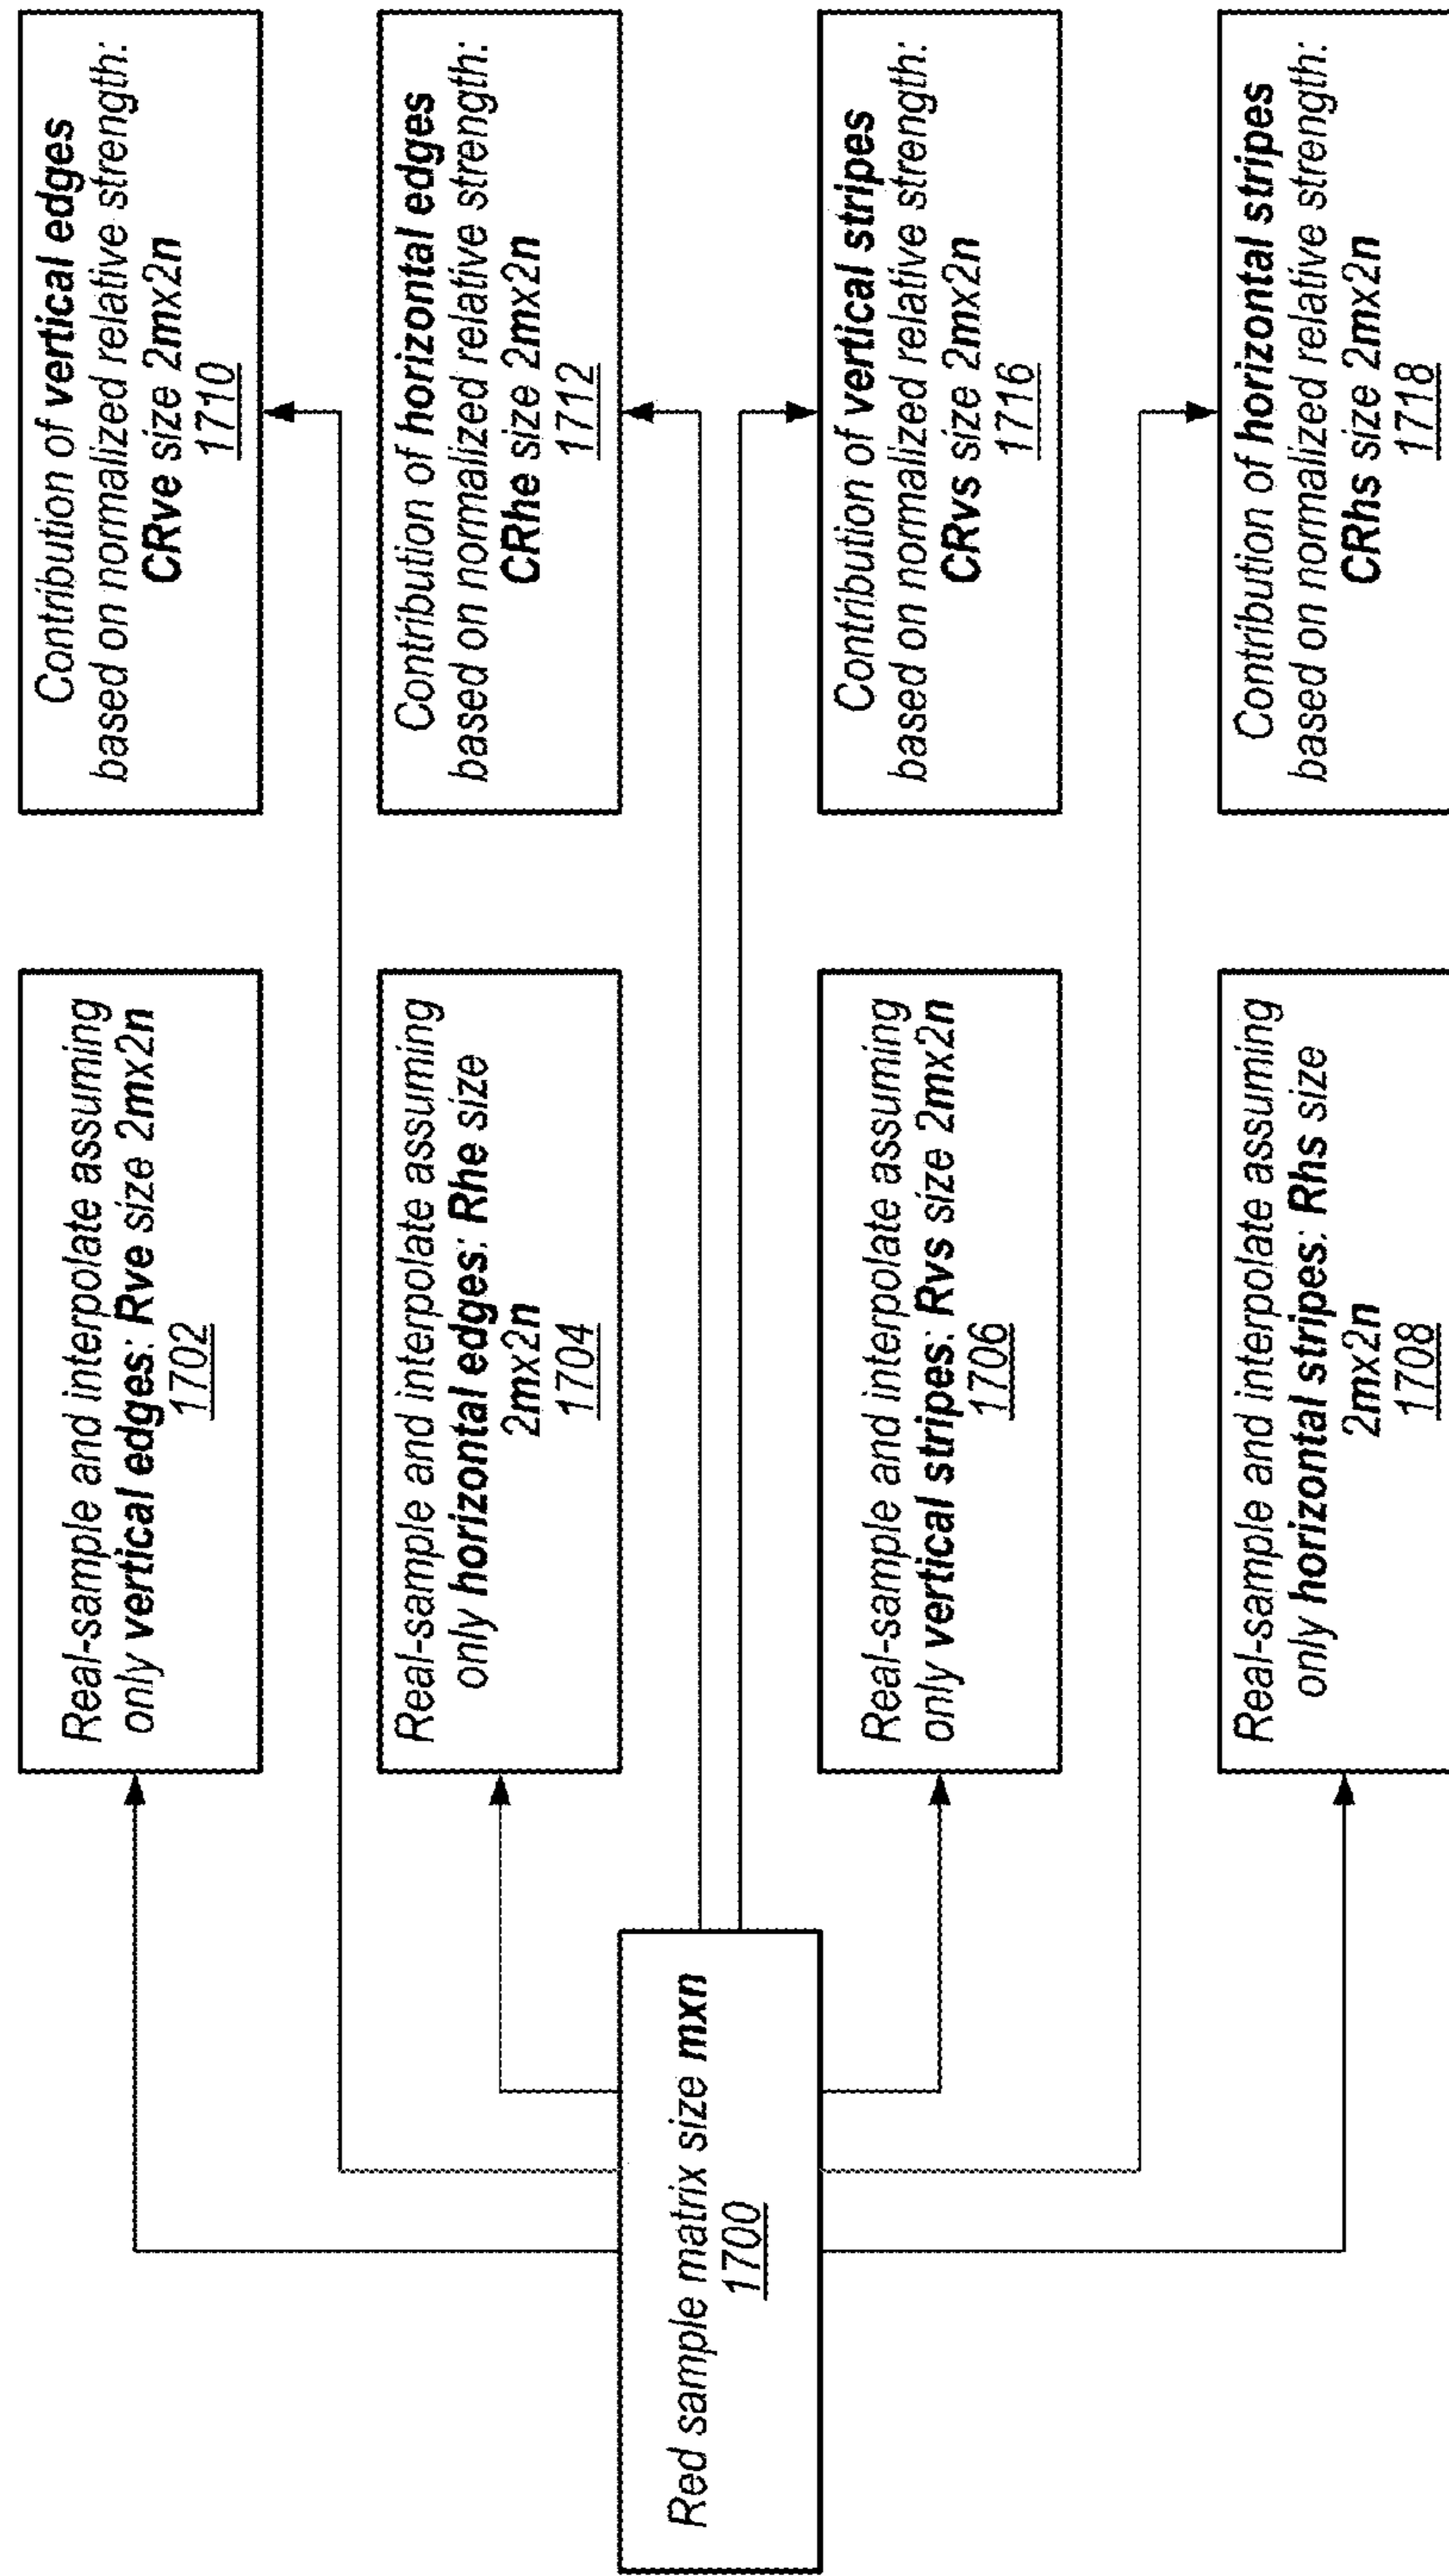 Red sample matrix size mxn
1700
Real-sample and interpolate assuming
only vertical edges: Rve size 2mx2n
1702
Real-sample and interpolate assuming
only horizontal edges: Rhe size
2mx2n
1704
Real-sample and interpolate assuming
only vertical stripes: Rvs size 2mx2n
1706
Real-sample and interpolate assuming
only horizontal stripes: Rhs size
2mx2n
1708
Contribution of vertical edges
based on normalized relative strength:
CRve size 2mx2n
1710
Contribution of horizontal edges
based on normalized relative strength:
CRhe size 2mx2n
1712
Contribution of vertical stripes
based on normalized relative strength:
CRvs size 2mx2n
1716
Contribution of horizontal stripes
based on normalized relative strength:
CRhs size 2mx2n
1718